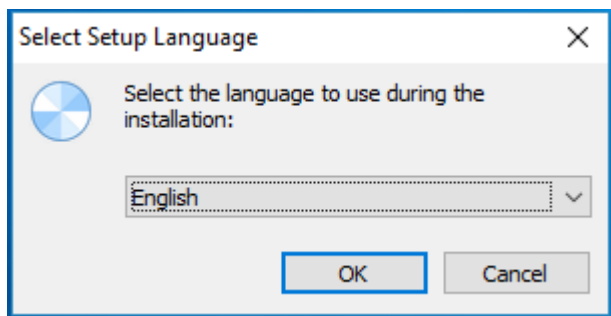 Select Setup Language
Select the language to use during the
installation:
English
OK Cancel